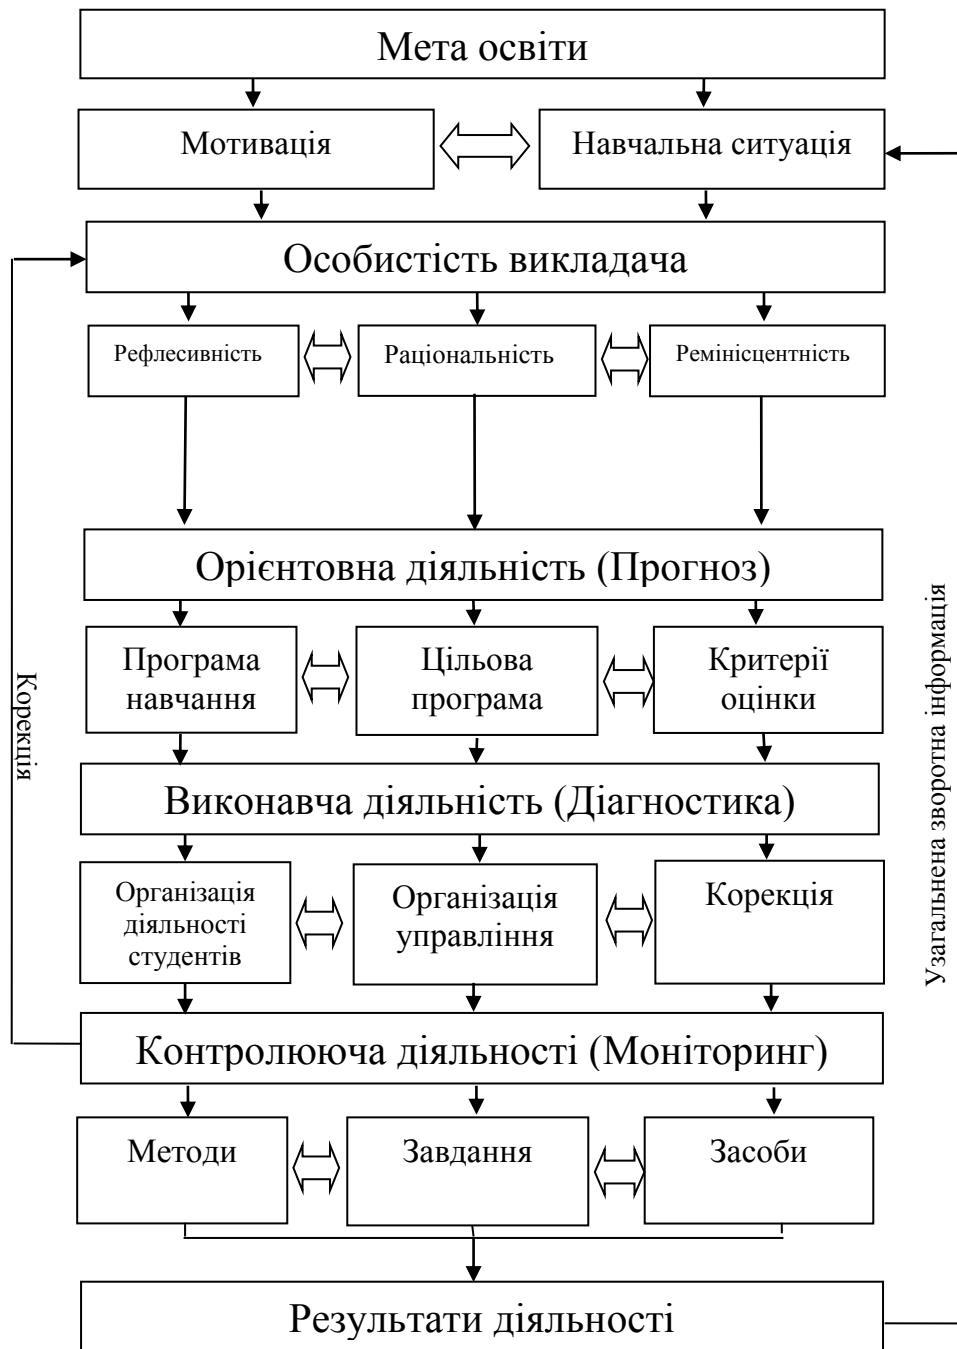 Мета освіти
Мотивація
Навчальна ситуація
Особистість викладача
Рефлесивність
Раціональність
Ремінісцентність
Орієнтовна діяльність (Прогноз)
Програма
навчання
Цільова
програма
Критерії
оцінки
Виконавча діяльність (Діагностика)
Організація
діяльності
студентів
Організація
управління
Корекція
Контролююча діяльності (Моніторинг)
Методи
Завдання
Засоби
Результати діяльності
Корекція
Узагальнена зворотна інформація